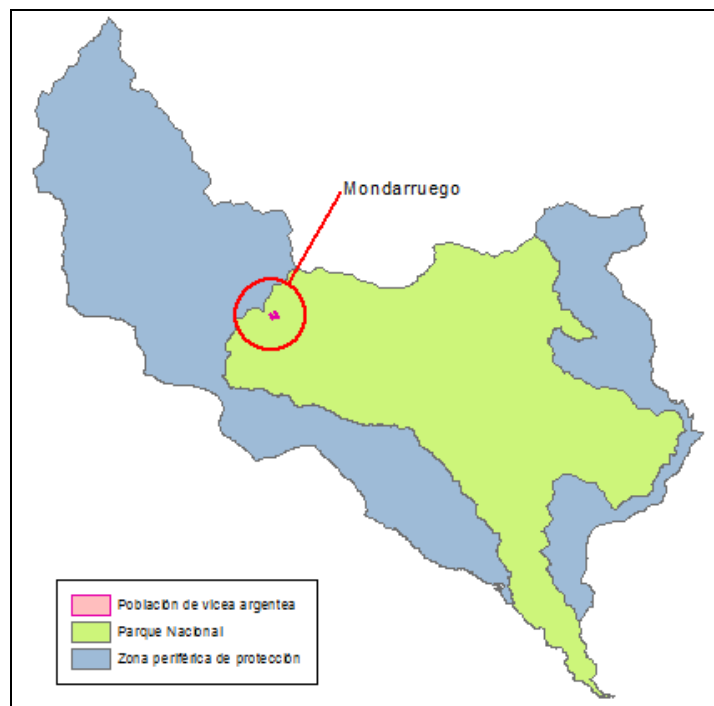 Mondarruego
Población de vicea argentea
Parque Nacional
Zona periférica de protección